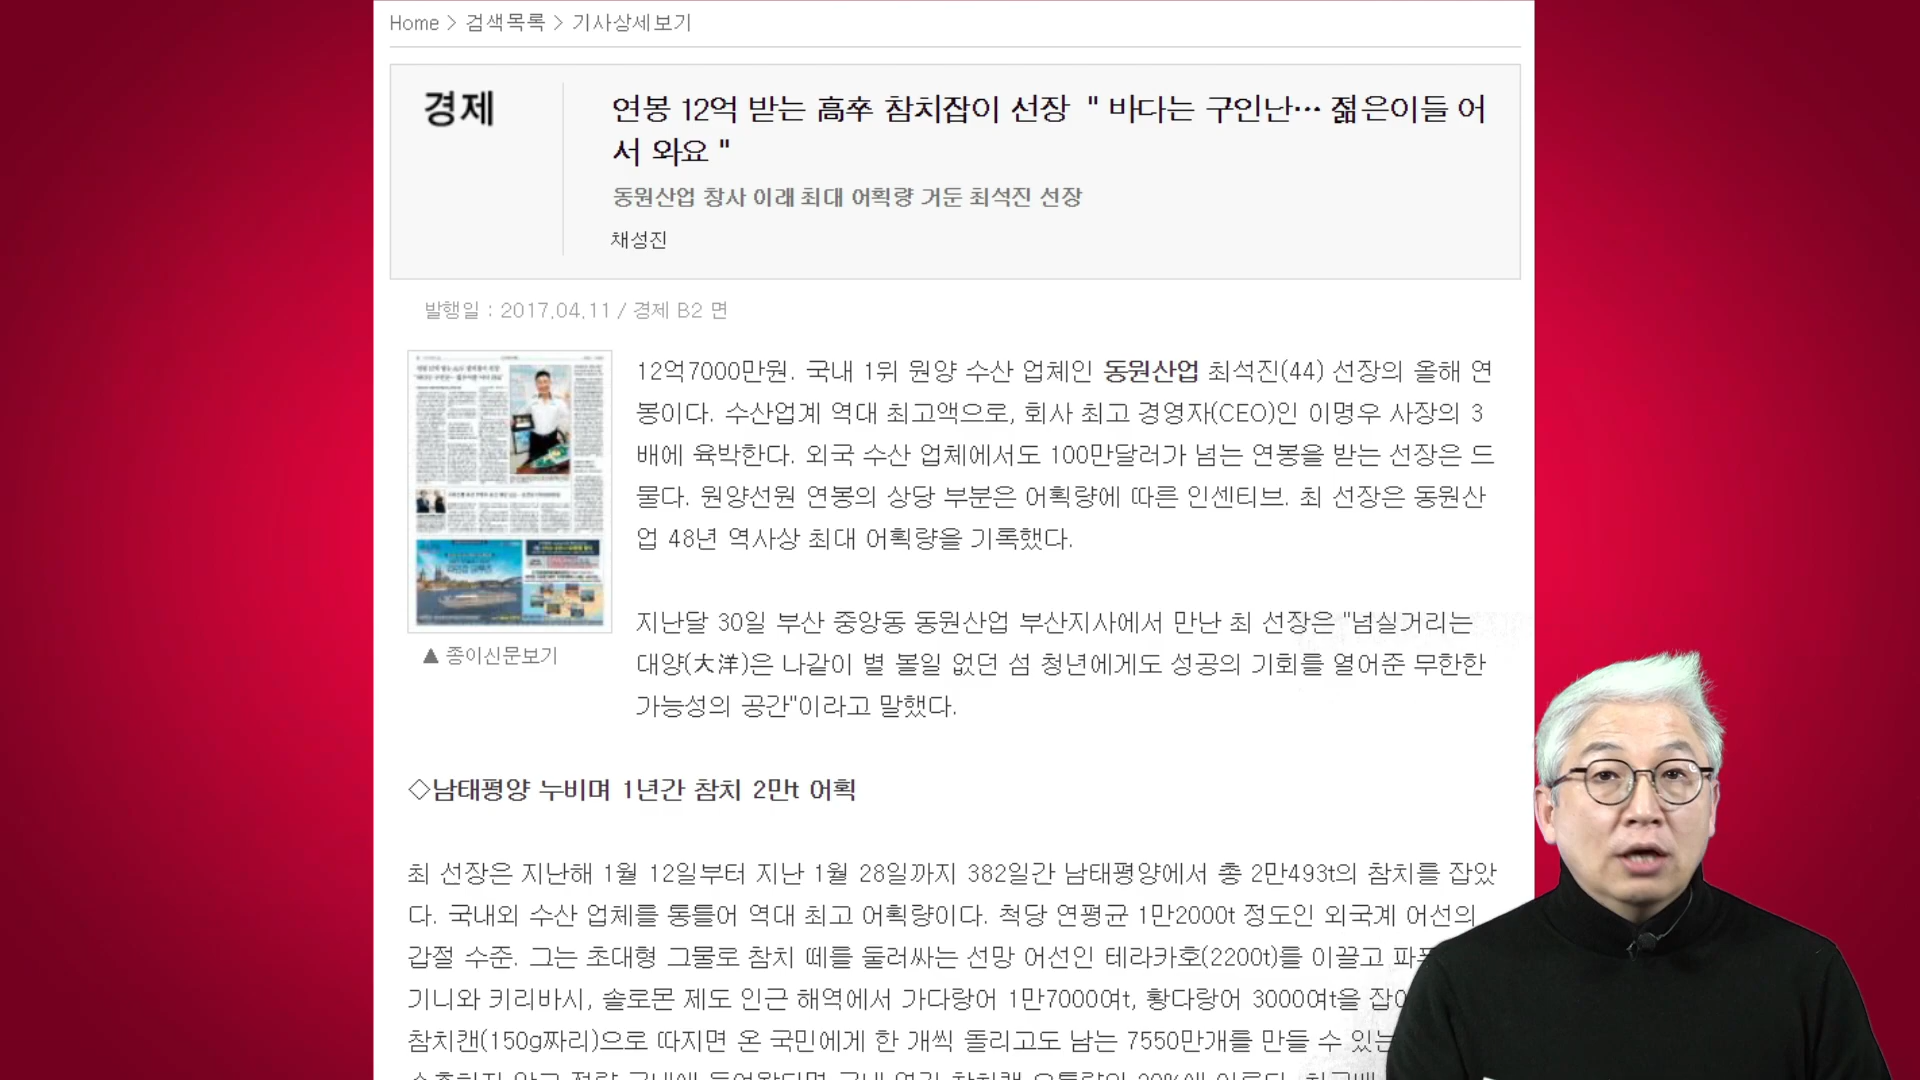 Home > 검색목록 > 기사상세보기
경제
연봉 12억 받는 高卒 참치잡이 선장 " 바다는 구인난… 젊은이들 어
서 와요 "
동원산업 창사 이래 최대 어획량 거둔 최석진 선장
채성진
발행일 : 2017.04.11 / 경제 B2 면
12억7000만원. 국내 1위 원양 수산 업체인 동원산업 최석진(44) 선장의 올해 연
봉이다. 수산업계 역대 최고액으로, 회사 최고 경영자(CEO)인 이명우 사장의 3
배에 육박한다. 외국 수산 업체에서도 100만달러가 넘는 연봉을 받는 선장은 드
물다. 원양선원 연봉의 상당 부분은 어획량에 따른 인센티브. 최 선장은 동원산
업 48년 역사상 최대 어획량을 기록했다.
지난달 30일 부산 중앙동 동원산업 부산지사에서 만난 최 선장은 "넘실거리는
대양(大洋)은 나같이 별 볼일 없던 섬 청년에게도 성공의 기회를 열어준 무한한
가능성의 공간"이라고 말했다.
▲ 종이신문보기
◇남태평양 누비며 1년간 참치 2만t 어획
최 선장은 지난해 1월 12일부터 지난 1월 28일까지 382일간 남태평양에서 총 2만493t의 참치를 잡았
다. 국내외 수산 업체를 통틀어 역대 최고 어획량이다. 척당 연평균 1만2000t 정도인 외국계 어선의
갑절 수준. 그는 초대형 그물로 참치 떼를 둘러싸는 선망 어선인 테라카호(2200t)를 이끌고
기니와 키리바시, 솔로몬 제도 인근 해역에서 가다랑어 1만7000여t, 황다랑어 3000여t을
참치캔(150g짜리)으로 따지면 온 국민에게 한 개씩 돌리고도 남는 7550만개를 만들 수 있는